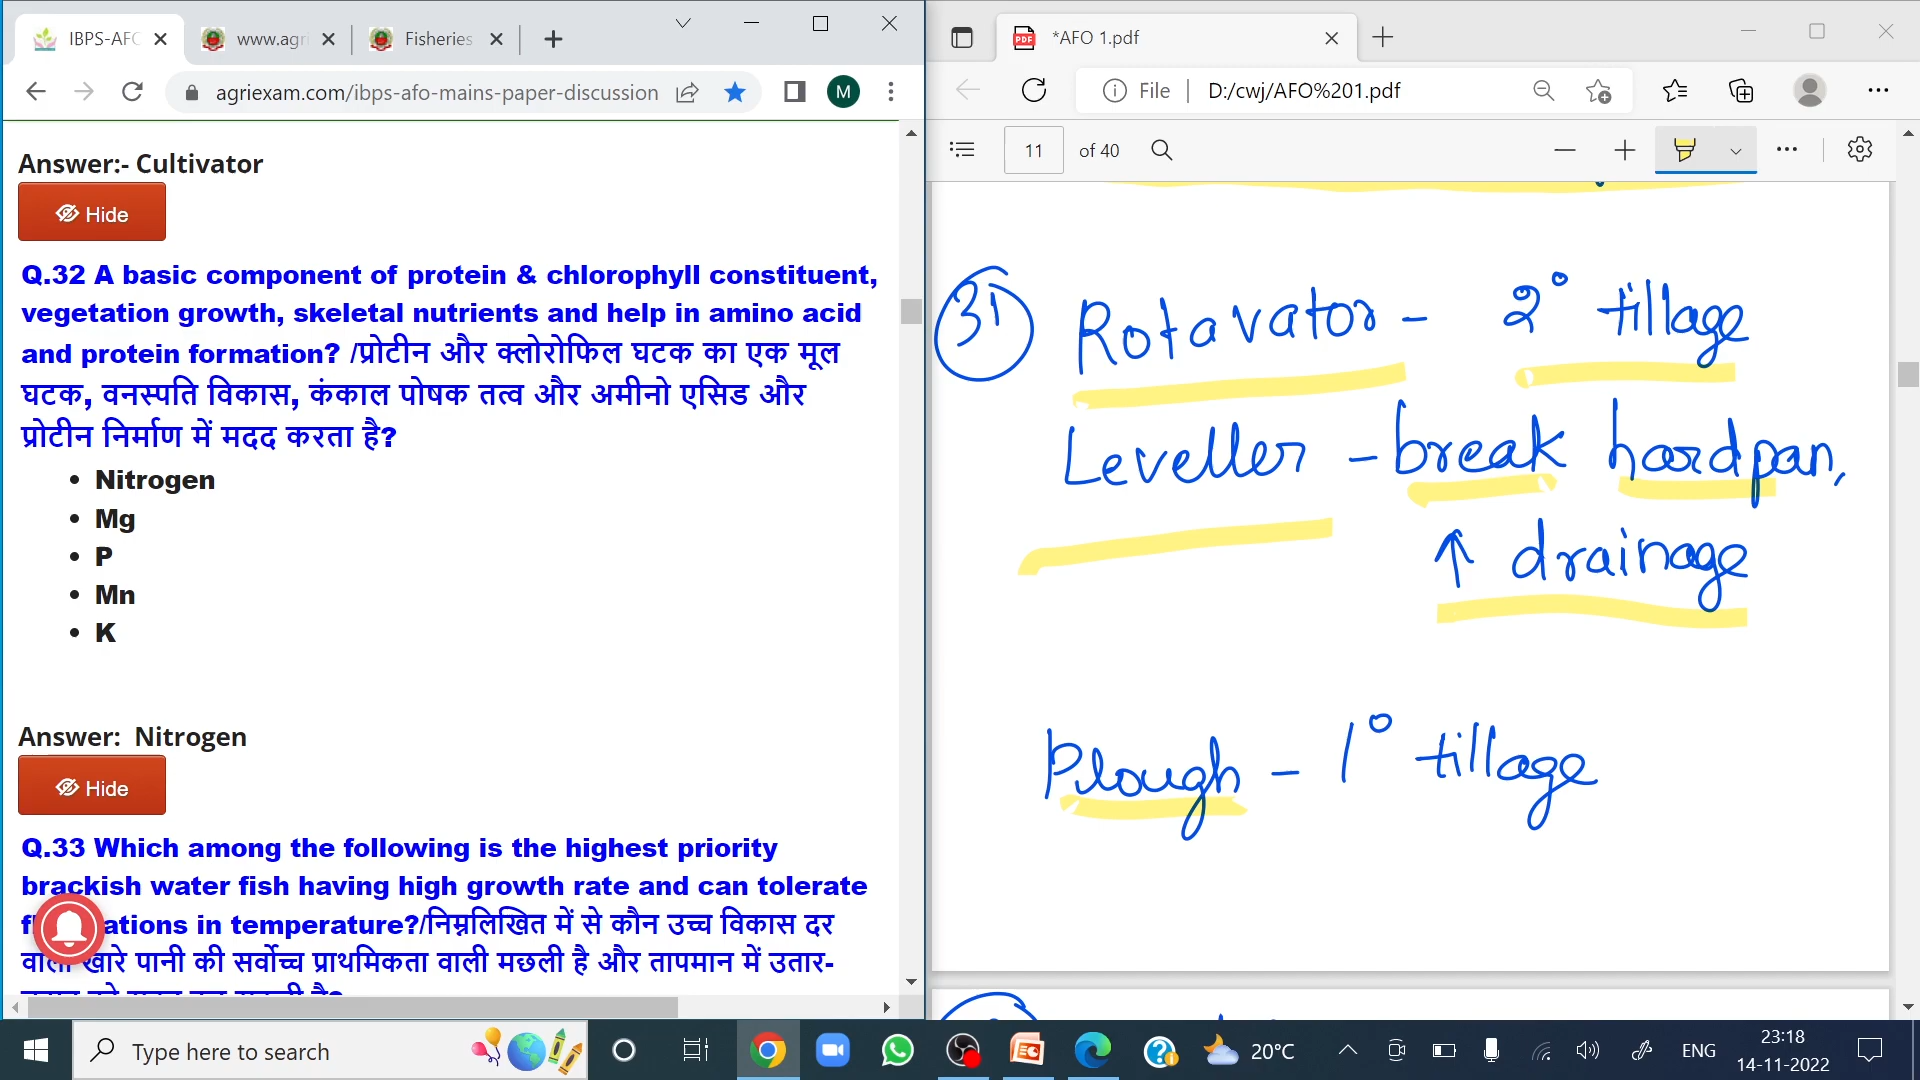 IBPS-AFC
www.agri
Fisheries
agriexam.com/ibps-afo-mains-paper-discussion
M
Answer:- Cultivator
Hide
Q.32 A basic component of protein & chlorophyll constituent,
vegetation growth, skeletal nutrients and help in amino acid
and protein formation? /प्रोटीन और क्लोरोफिल घटक का एक मूल
घटक, वनस्पति विकास, कंकाल पोषक तत्व और अमीनो एसिड और
प्रोटीन निर्माण में मदद करता है?
• Nitrogen
• Mg
• P
• Mn
• K
Answer: Nitrogen
Hide
Q.33 Which among the following is the highest priority
brackish water fish having high growth rate and can tolerate
ations in temperature?/निम्नलिखित में से कौन उच्च विकास दर
खारे पानी की सर्वोच्च प्राथमिकता वाली मछली है और तापमान में उतार-
*AFO 1.pdf
PDF
File | D:/cwj/AFO%201.pdf
11 of 40
31 Rotavator - 2° tillage
Leveller - break hardpan,
↑ drainage
Plough - 1° tillage
Type here to search
20°C
ENG
23:18
14-11-2022